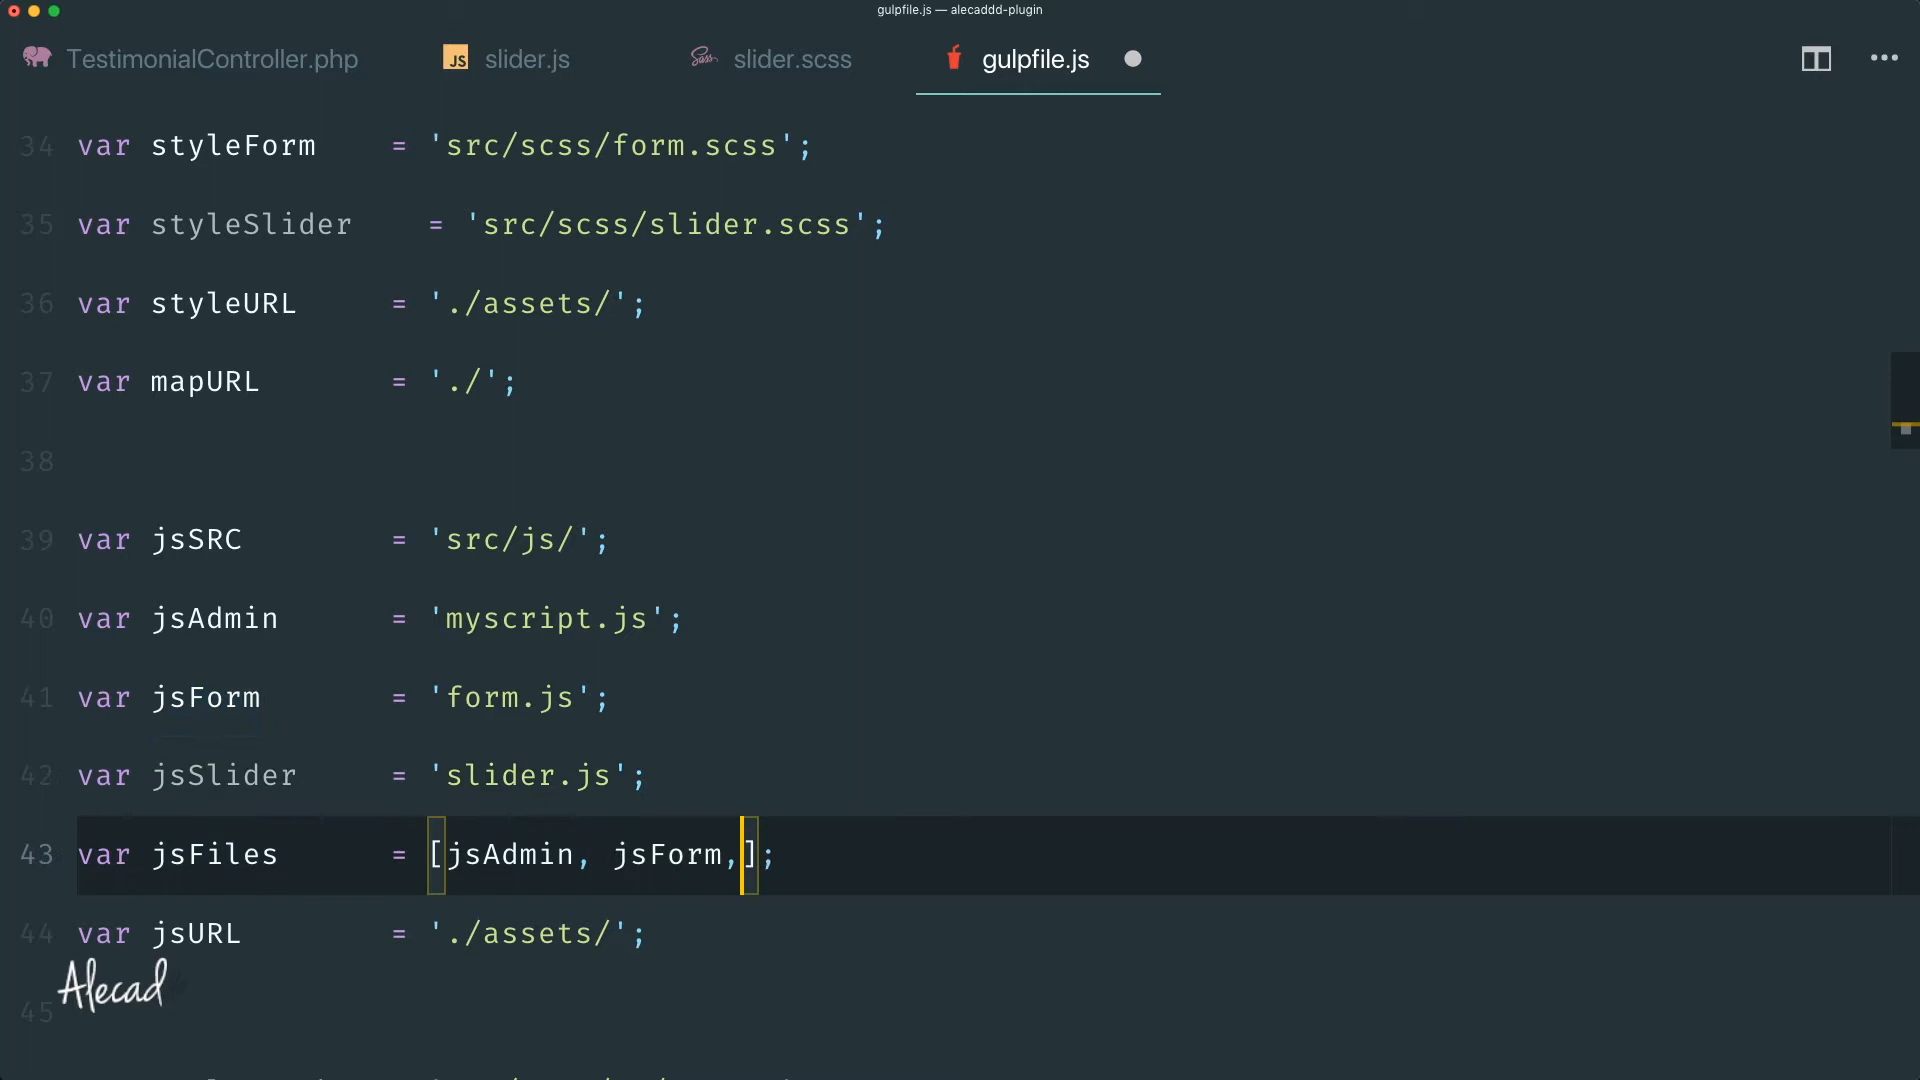 gulpfile.js — alecaddd-plugin
TestimonialController.php
JS slider.js
Sass slider.scss
gulpfile.js
34 var styleForm = 'src/scss/form.scss';
35 var styleSlider = 'src/scss/slider.scss';
36 var styleURL = './assets/';
37 var mapURL = './';
38
39 var jsSRC = 'src/js/';
40 var jsAdmin = 'myscript.js';
41 var jsForm = 'form.js';
42 var jsSlider = 'slider.js';
43 var jsFiles = [jsAdmin, jsForm,];
44 var jsURL = './assets/';
Alecad
45